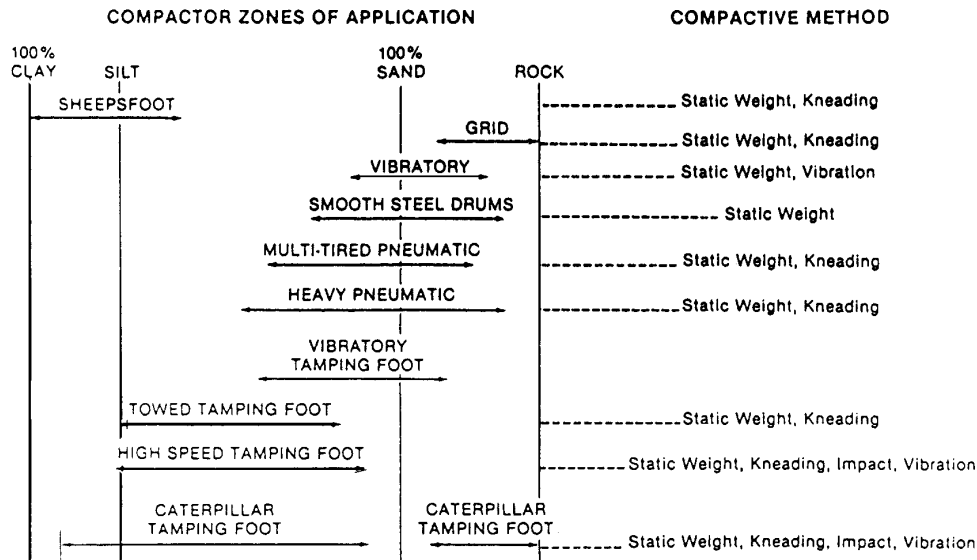 COMPACTOR ZONES OF APPLICATION
COMPACTIVE METHOD
100%
CLAY
SILT
100%
SAND
ROCK
SHEEPSFOOT
Static Weight, Kneading
GRID
Static Weight, Kneading
VIBRATORY
Static Weight, Vibration
SMOOTH STEEL DRUMS
Static Weight
MULTI-TIRED PNEUMATIC
Static Weight, Kneading
HEAVY PNEUMATIC
Static Weight, Kneading
VIBRATORY
TAMPING FOOT
TOWED TAMPING FOOT
Static Weight, Kneading
HIGH SPEED TAMPING FOOT
Static Weight, Kneading, Impact, Vibration
CATERPILLAR
TAMPING FOOT
CATERPILLAR
TAMPING FOOT
Static Weight, Kneading, Impact, Vibration